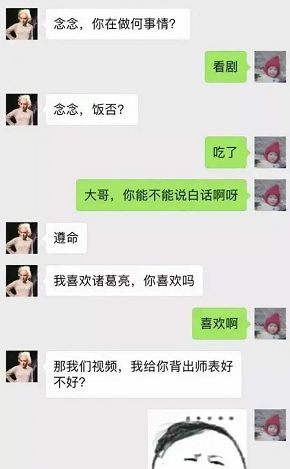 念念，你在做何事情?
看剧
念念，饭否?
吃了
大哥，你能不能说白话啊呀
遵命
我喜欢诸葛亮，你喜欢吗
喜欢啊
那我们视频，我给你背出师表好
不好?